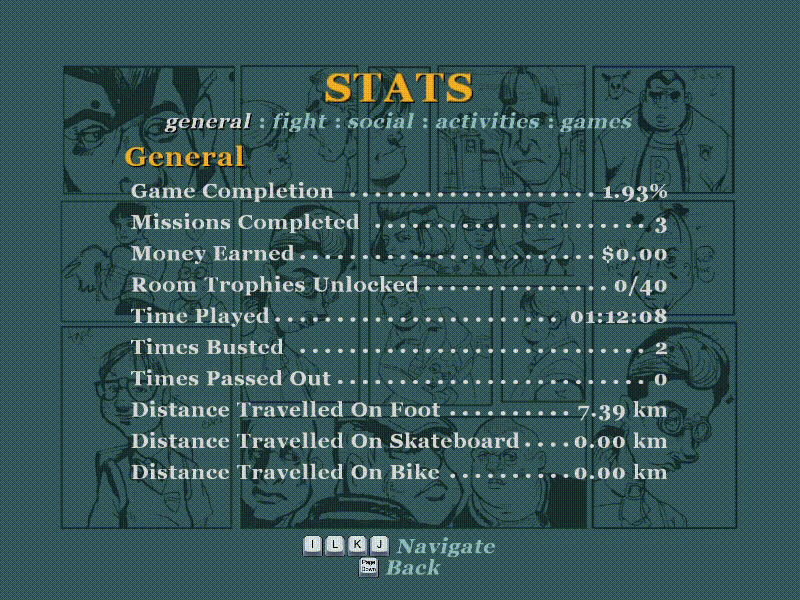 STATS
general : fight : social : activities : games
General
Game Completion .................... 1.93%
Missions Completed ...................... 3
Money Earned ........................ $0.00
Room Trophies Unlocked ............... 0/40
Time Played ....................... 01:12:08
Times Busted ............................ 2
Times Passed Out ........................ 0
Distance Travelled On Foot .......... 7.39 km
Distance Travelled On Skateboard .... 0.00 km
Distance Travelled On Bike .......... 0.00 km
I L K J Navigate
Page Down Back